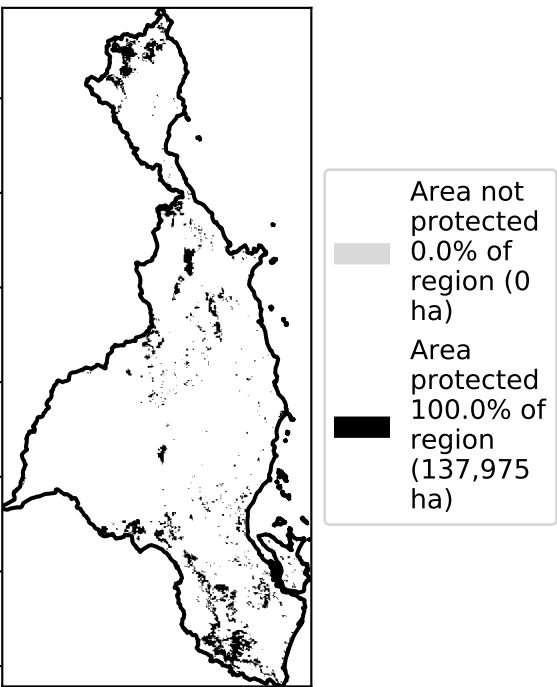 Area not
protected
0.0% of
region (0
ha)
Area
protected
100.0% of
region
(137,975
ha)